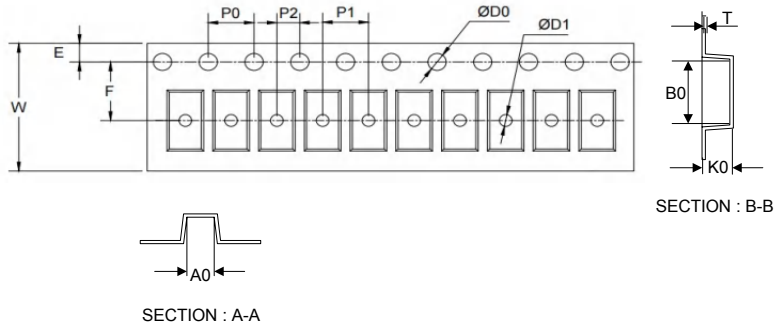 P0 P2 P1 ØD0 ØD1
E
F
W
T
B0
K0
SECTION : B-B
A0
SECTION : A-A